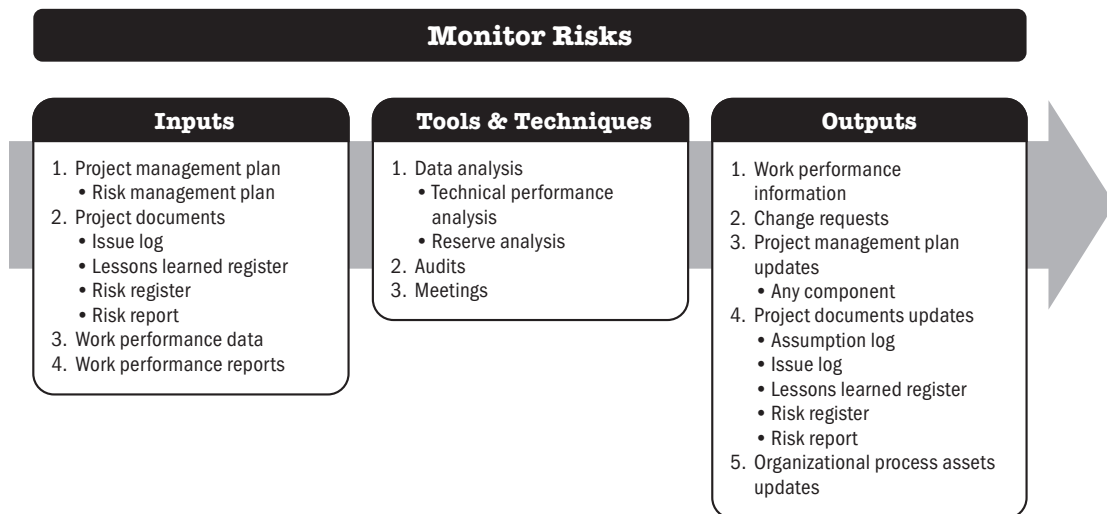 Monitor Risks
Inputs
1. Project management plan
• Risk management plan
2. Project documents
• Issue log
• Lessons learned register
• Risk register
• Risk report
3. Work performance data
4. Work performance reports
Tools & Techniques
1. Data analysis
• Technical performance
analysis
• Reserve analysis
2. Audits
3. Meetings
Outputs
1. Work performance
information
2. Change requests
3. Project management plan
updates
• Any component
4. Project documents updates
• Assumption log
• Issue log
• Lessons learned register
• Risk register
• Risk report
5. Organizational process assets
updates